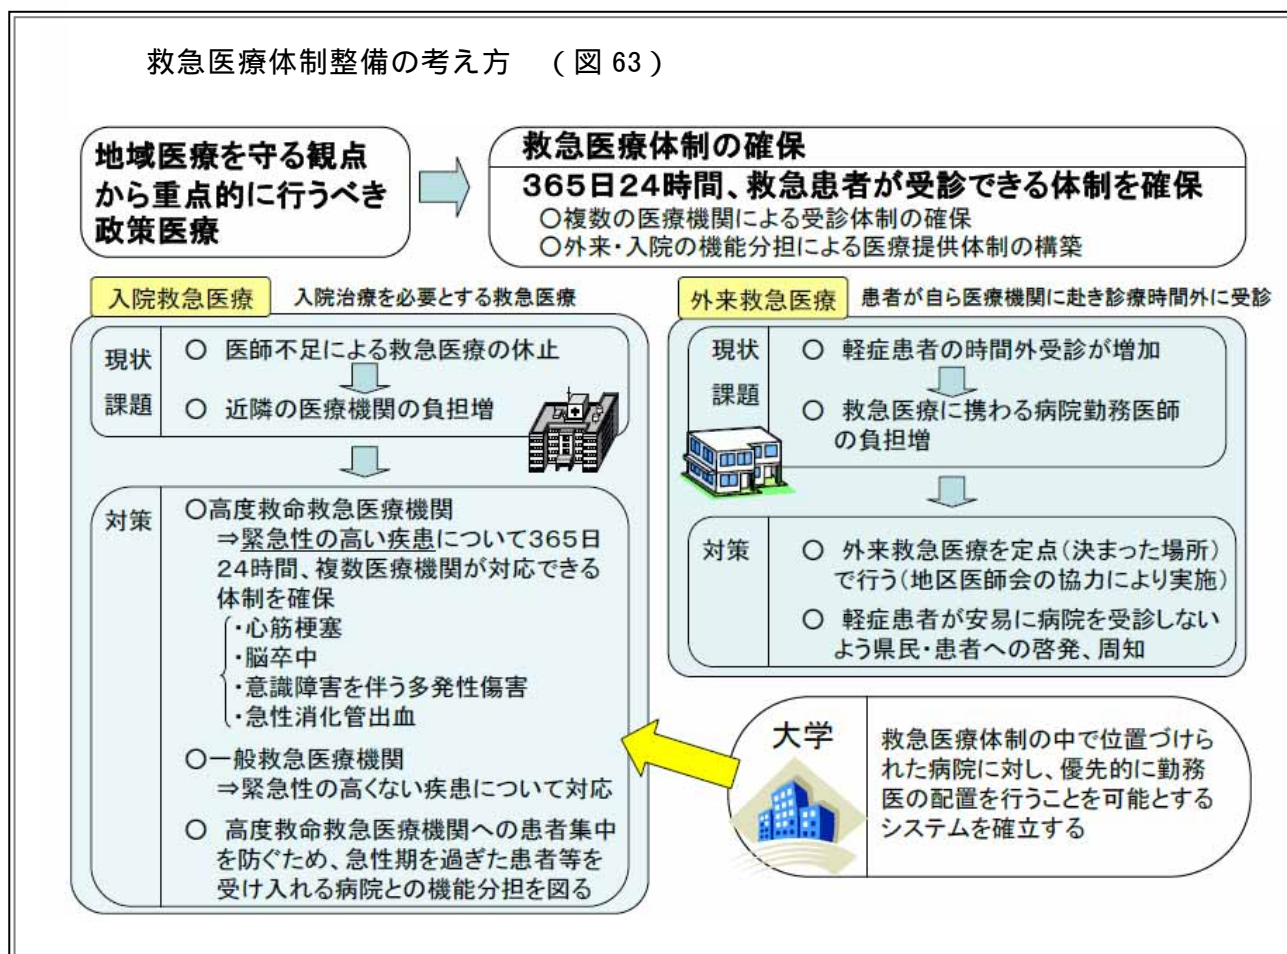 救急医療体制整備の考え方 (図63)
地域医療を守る観点
から重点的に行うべき
政策医療
救急医療体制の確保
365日24時間、救急患者が受診できる体制を確保
○複数の医療機関による受診体制の確保
○外来・入院の機能分担による医療提供体制の構築
入院救急医療 入院治療を必要とする救急医療
現状
課題
○ 医師不足による救急医療の休止
○ 近隣の医療機関の負担増
対策
○高度救命救急医療機関
⇒緊急性の高い疾患について365日
24時間、複数医療機関が対応できる
体制を確保
・心筋梗塞
・脳卒中
・意識障害を伴う多発性傷害
・急性消化管出血
○一般救急医療機関
⇒緊急性の高くない疾患について対応
○ 高度救命救急医療機関への患者集中
を防ぐため、急性期を過ぎた患者等を
受け入れる病院との機能分担を図る
外来救急医療 患者が自ら医療機関に赴き診療時間外に受診
現状
課題
○ 軽症患者の時間外受診が増加
○ 救急医療に携わる病院勤務医師
の負担増
対策
○ 外来救急医療を定点(決まった場所)
で行う(地区医師会の協力により実施)
○ 軽症患者が安易に病院を受診しない
よう県民・患者への啓発、周知
大学
救急医療体制の中で位置づけら
れた病院に対し、優先的に勤務
医の配置を行うことを可能とする
システムを確立する